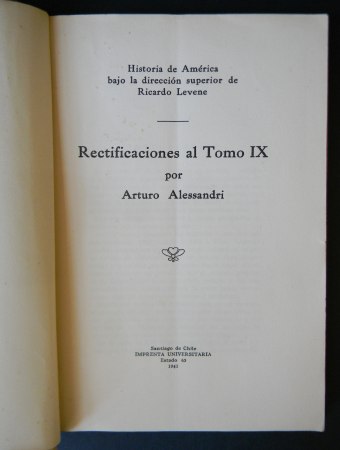 Historia de América
bajo la dirección superior de
Ricardo Levene
Rectificaciones al Tomo IX
por
Arturo Alessandri
Santiago de Chile
IMPRENTA UNIVERSITARIA
Estado 63
1941